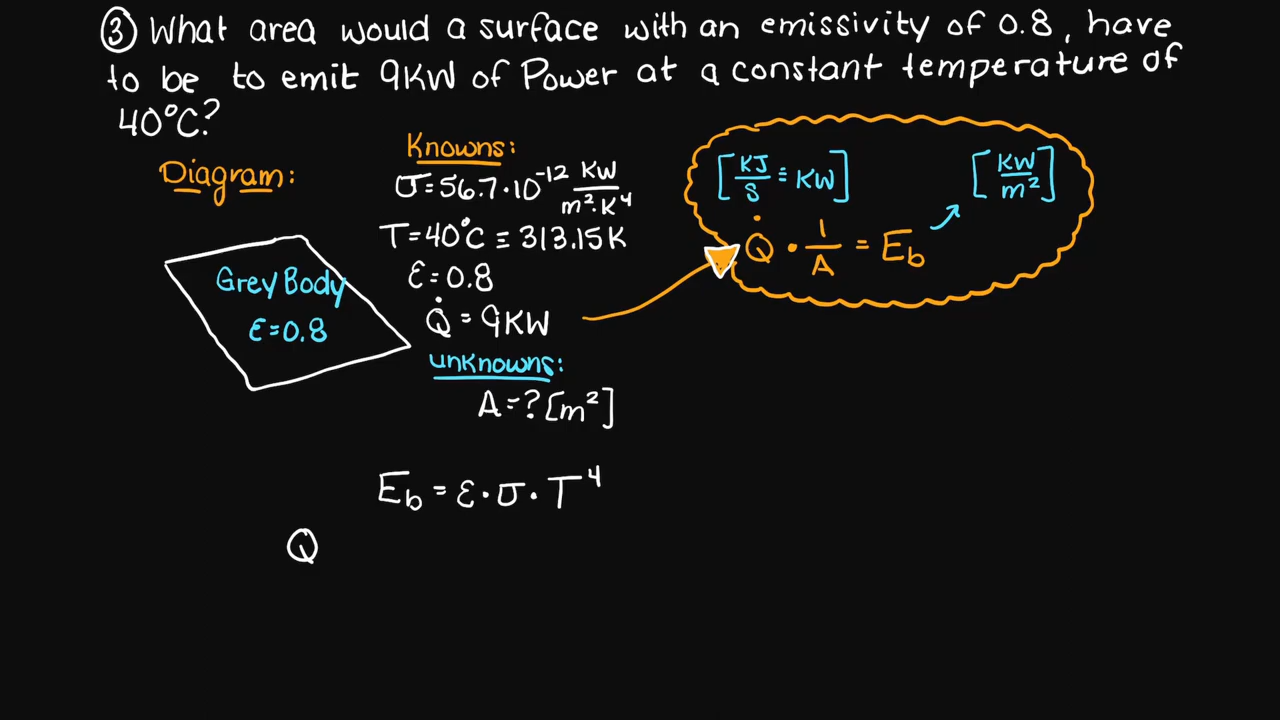 ③ What area would a surface with an emissivity of 0.8, have
to be to emit 9KW of Power at a constant temperature of
40°C?
Diagram:
Grey Body
ε=0.8
Knowns:
σ=56.7·10⁻¹² KW/m²·K⁴
T=40°C ≡ 313.15K
ε=0.8
Q̇ = 9KW
unknowns:
A=?[m²]
[KJ/S ≡ KW] [KW/m²]
Q̇ · 1/A = Eb
Eb = ε·σ·T⁴
Q